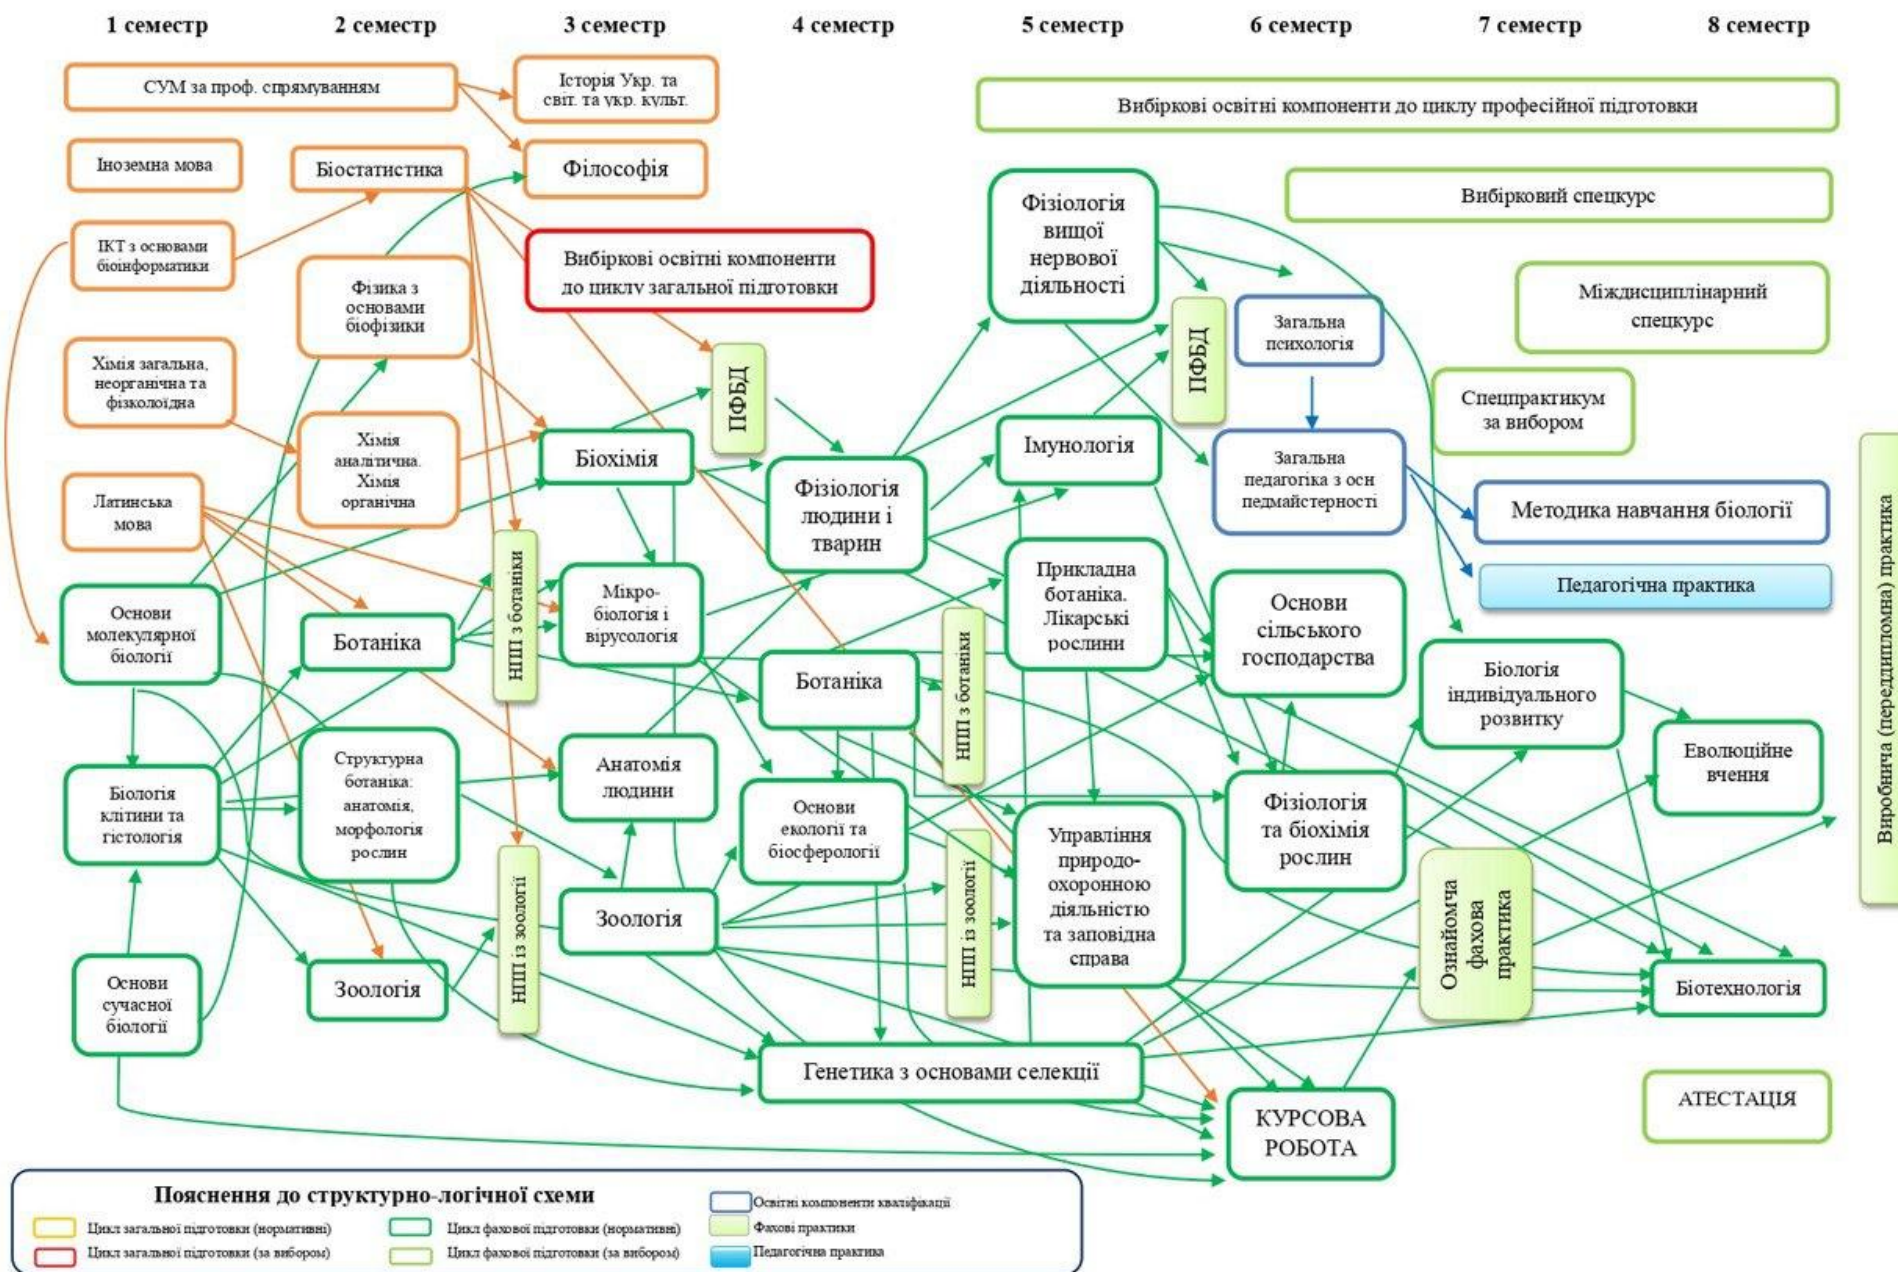 1 семестр
2 семестр
3 семестр
4 семестр
5 семестр
6 семестр
7 семестр
8 семестр
СУМ за проф. спрямуванням
Історія Укр. та
світ. та укр. культ.
Вибіркові освітні компоненти до циклу професійної підготовки
Іноземна мова
Біостатистика
Філософія
Вибірковий спецкурс
Фізіологія
вищої
нервової
діяльності
ІКТ з основами
біоінформатики
Вибіркові освітні компоненти
до циклу загальної підготовки
Фізика з
основами
біофізики
Загальна
психологія
Міждисциплінарний
спецкурс
Хімія загальна,
неорганічна та
фізколоїдна
ПФБД
ПФБД
Спецпрактикум
за вибором
Хімія
аналітична.
Хімія
органічна
Біохімія
Імунологія
Загальна
педагогіка з осн
педмайстерності
Латинська
мова
Фізіологія
людини і
тварин
Методика навчання біології
Педагогічна практика
Виробнича (переддипломна) практика
Основи
молекулярної
біології
Ботаніка
НПП з ботаніки
Мікро-
біологія і
вірусологія
Прикладна
ботаніка.
Лікарські
рослини
Основи
сільського
господарства
Ботаніка
НПП з ботаніки
Біологія
індивідуального
розвитку
Еволюційне
вчення
Біологія
клітини та
гістологія
Структурна
ботаніка:
анатомія,
морфологія
рослин
Анатомія
людини
Основи
екології та
біосферології
Управління
природо-
охоронною
діяльністю
та заповідна
справа
Фізіологія
та біохімія
рослин
НПП із зоології
Зоологія
НПП із зоології
Ознайомча
фахова
практика
Основи
сучасної
біології
Зоологія
Біотехнологія
Генетика з основами селекції
КУРСОВА
РОБОТА
АТЕСТАЦІЯ
Пояснення до структурно-логічної схеми
Цикл загальної підготовки (нормативні)
Цикл загальної підготовки (за вибором)
Цикл фахової підготовки (нормативні)
Цикл фахової підготовки (за вибором)
Освітні компоненти кваліфікації
Фахові практики
Педагогічна практика